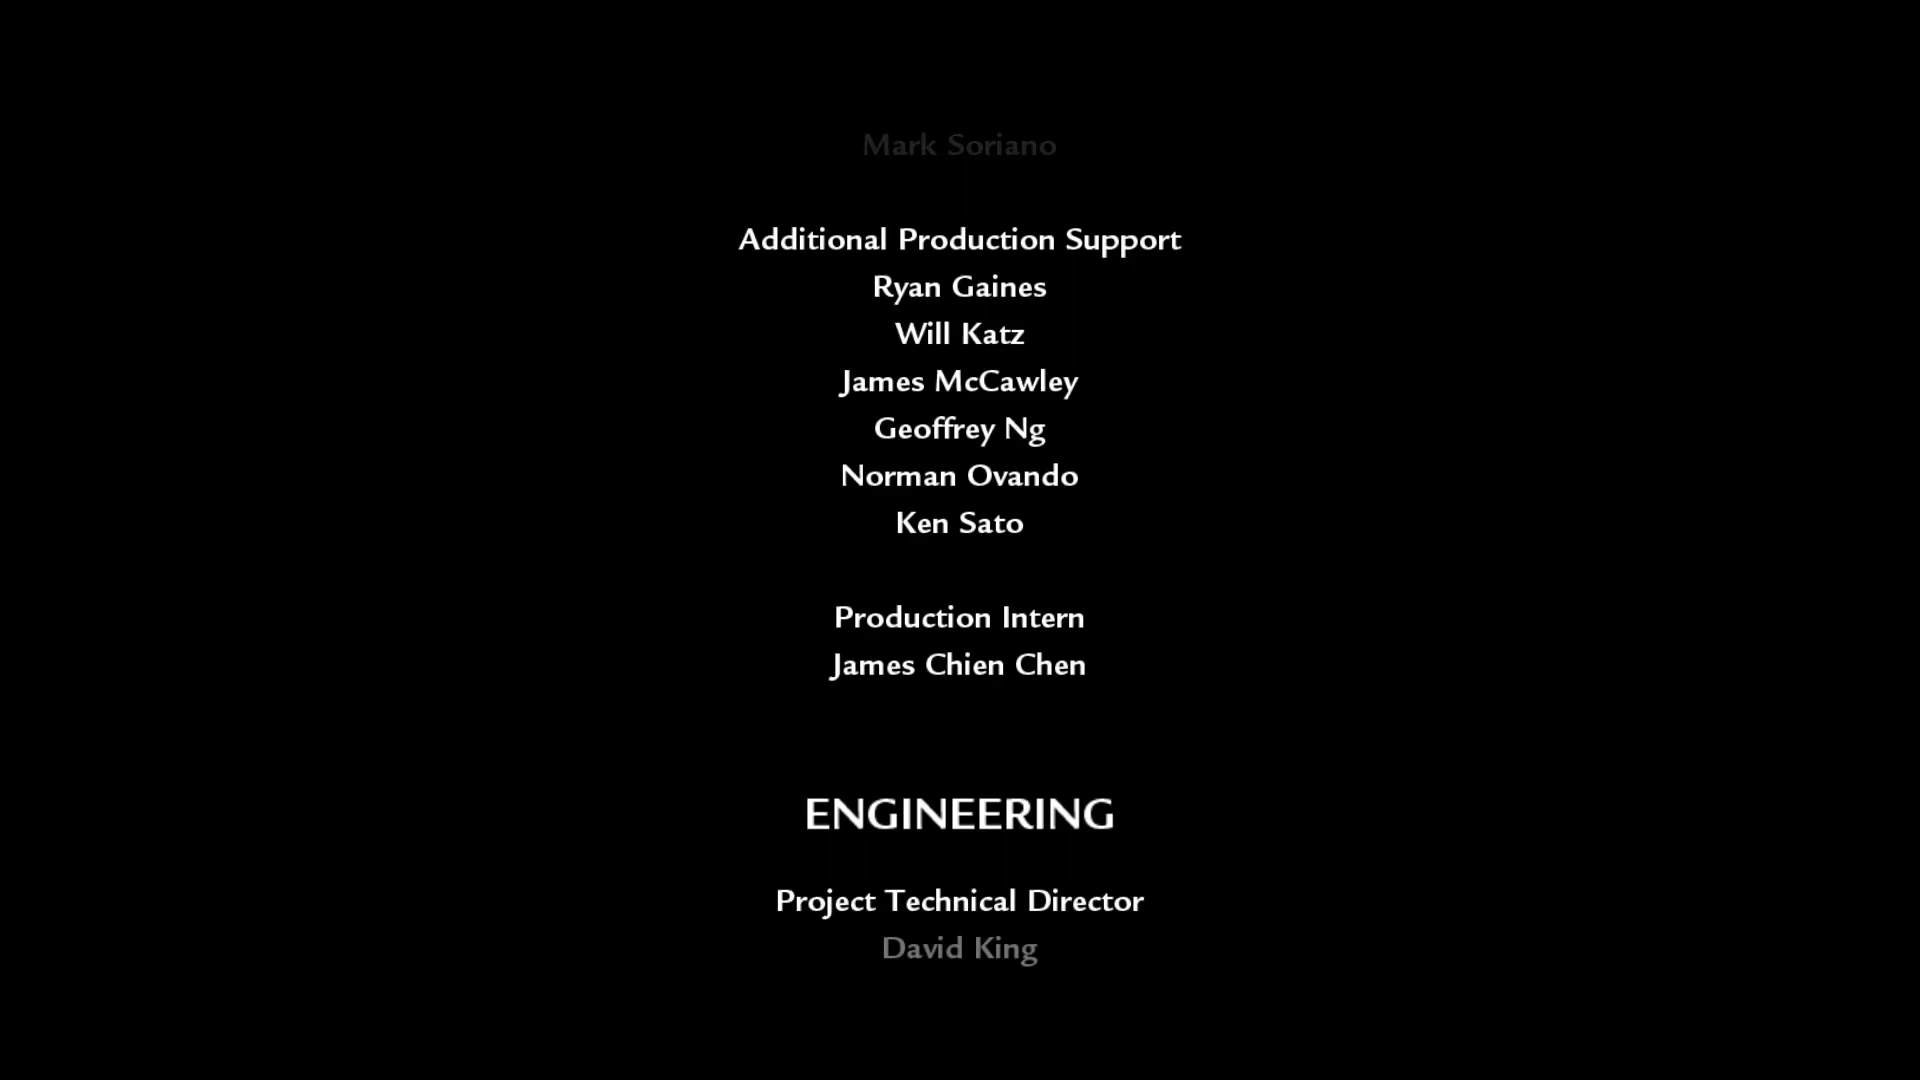 Mark Soriano
Additional Production Support
Ryan Gaines
Will Katz
James McCawley
Geoffrey Ng
Norman Ovando
Ken Sato
Production Intern
James Chien Chen
ENGINEERING
Project Technical Director
David King